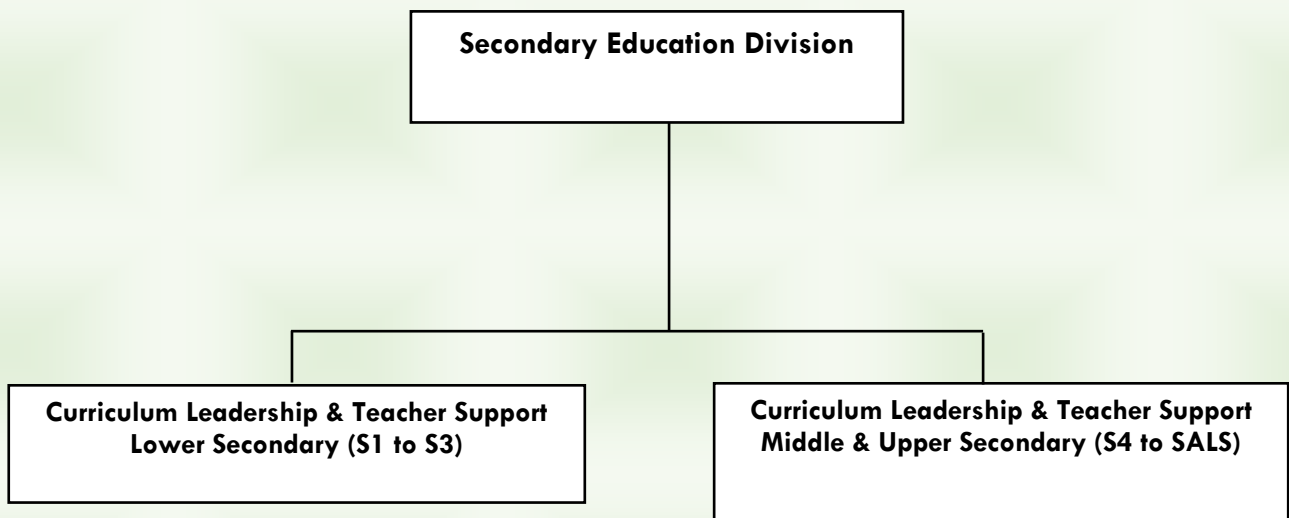 Secondary Education Division
Curriculum Leadership & Teacher Support
Lower Secondary (S1 to S3)
Curriculum Leadership & Teacher Support
Middle & Upper Secondary (S4 to SALS)